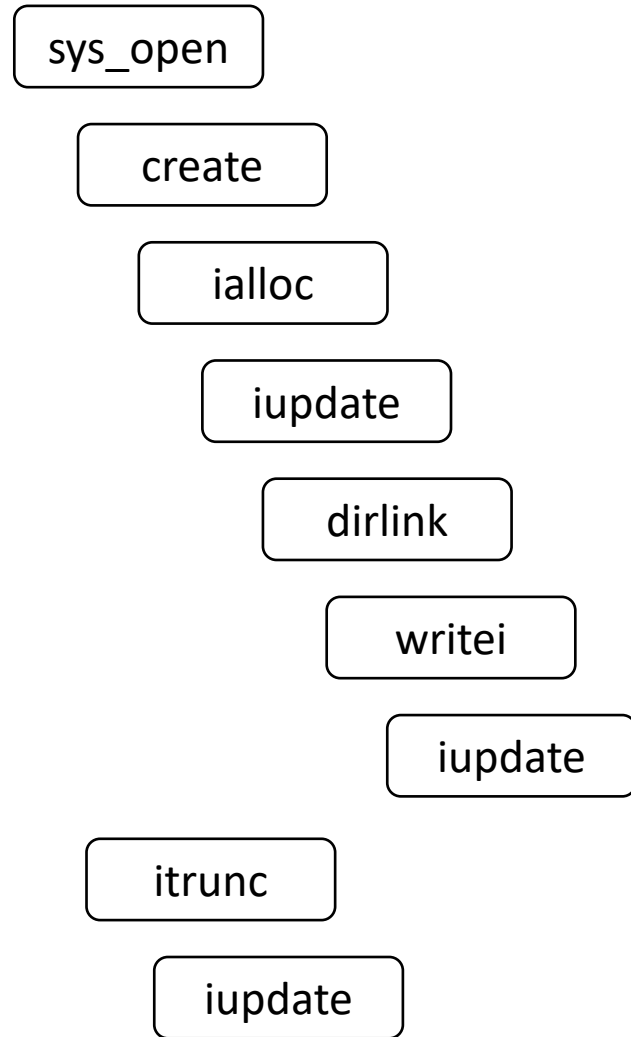 sys_open
create
ialloc
iupdate
dirlink
writei
iupdate
itrunc
iupdate